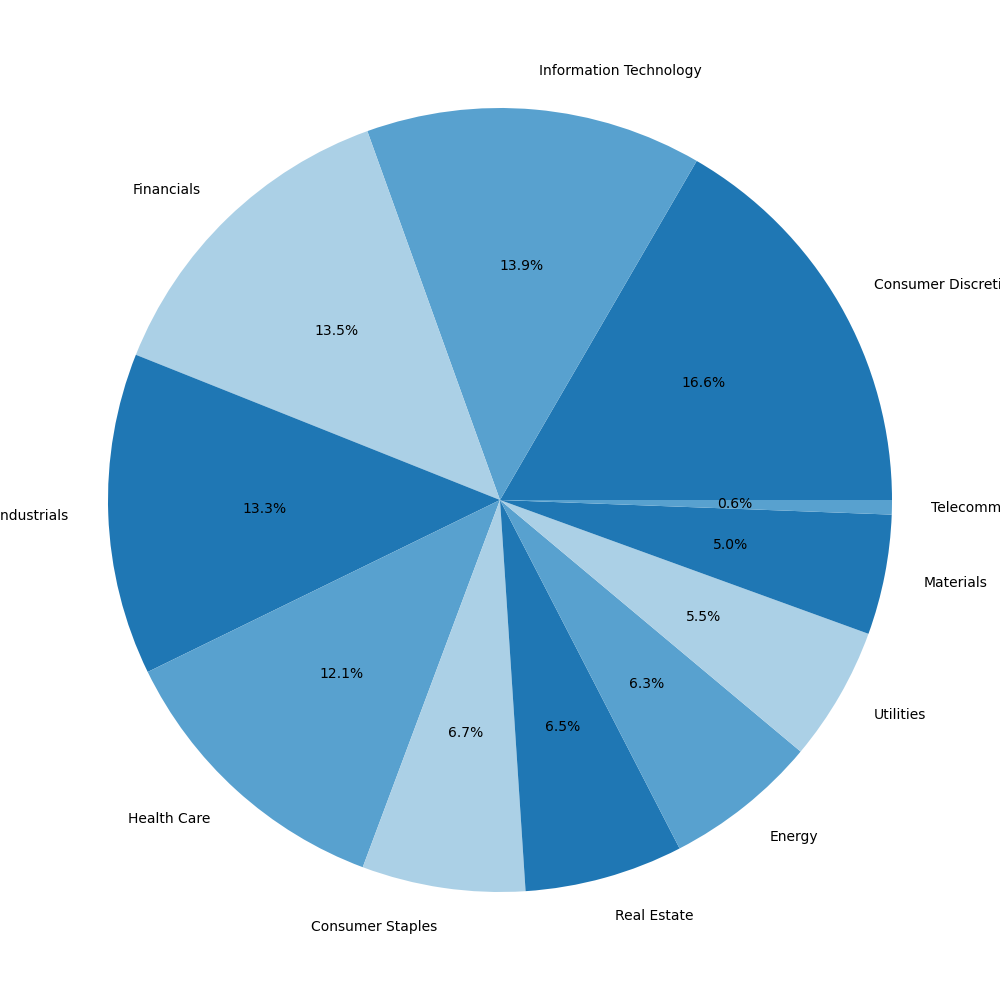 Information Technology
Financials
Consumer Discreti
13.9%
13.5%
16.6%
0.6%
Telecomm
13.3%
ndustrials
5.0%
Materials
5.5%
12.1%
6.3%
6.7%
6.5%
Utilities
Health Care
Energy
Real Estate
Consumer Staples